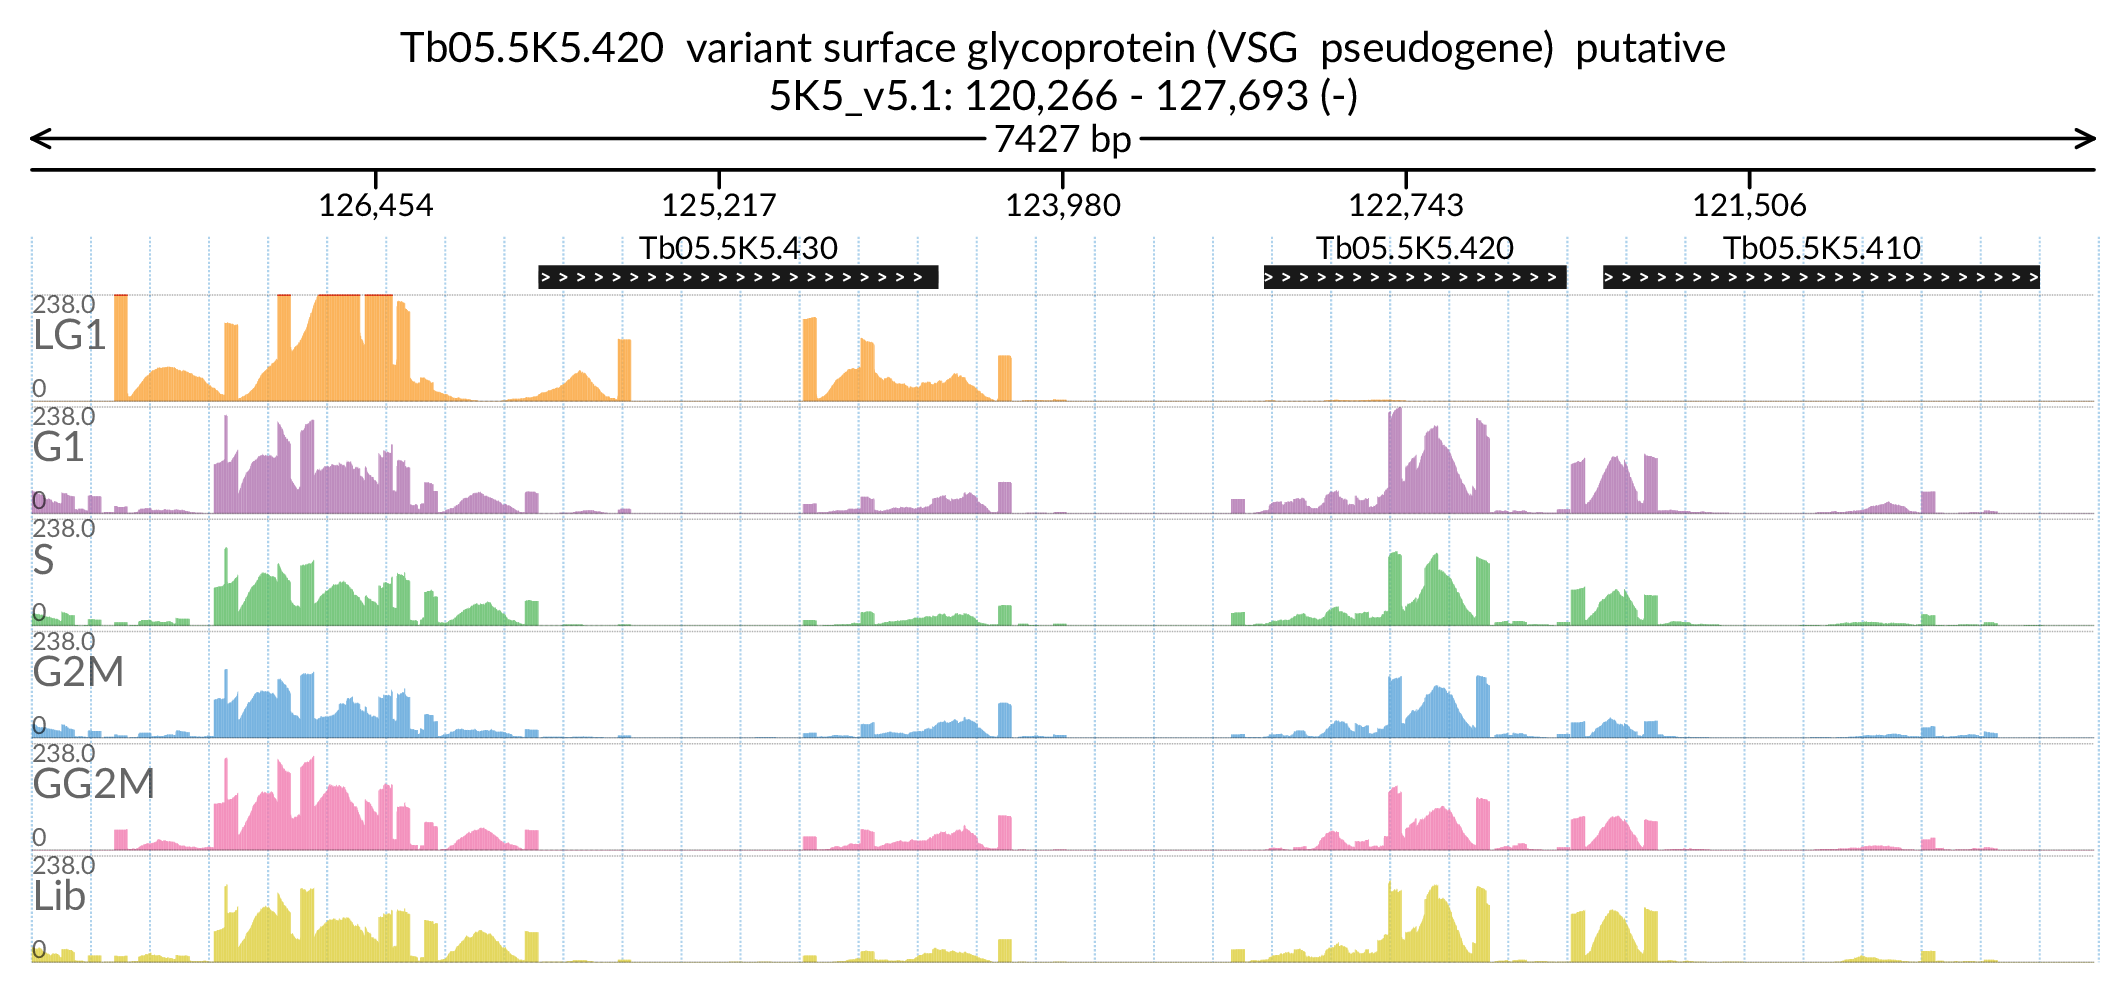 Tb05.5K5.420 variant surface glycoprotein (VSG pseudogene) putative
5K5_v5.1: 120,266 - 127,693 (-)
7427 bp
126,454 125,217 123,980 122,743 121,506
Tb05.5K5.430 Tb05.5K5.420 Tb05.5K5.410
238.0
LG1
0
238.0
G1
0
238.0
S
0
238.0
G2M
0
238.0
GG2M
0
238.0
Lib
0